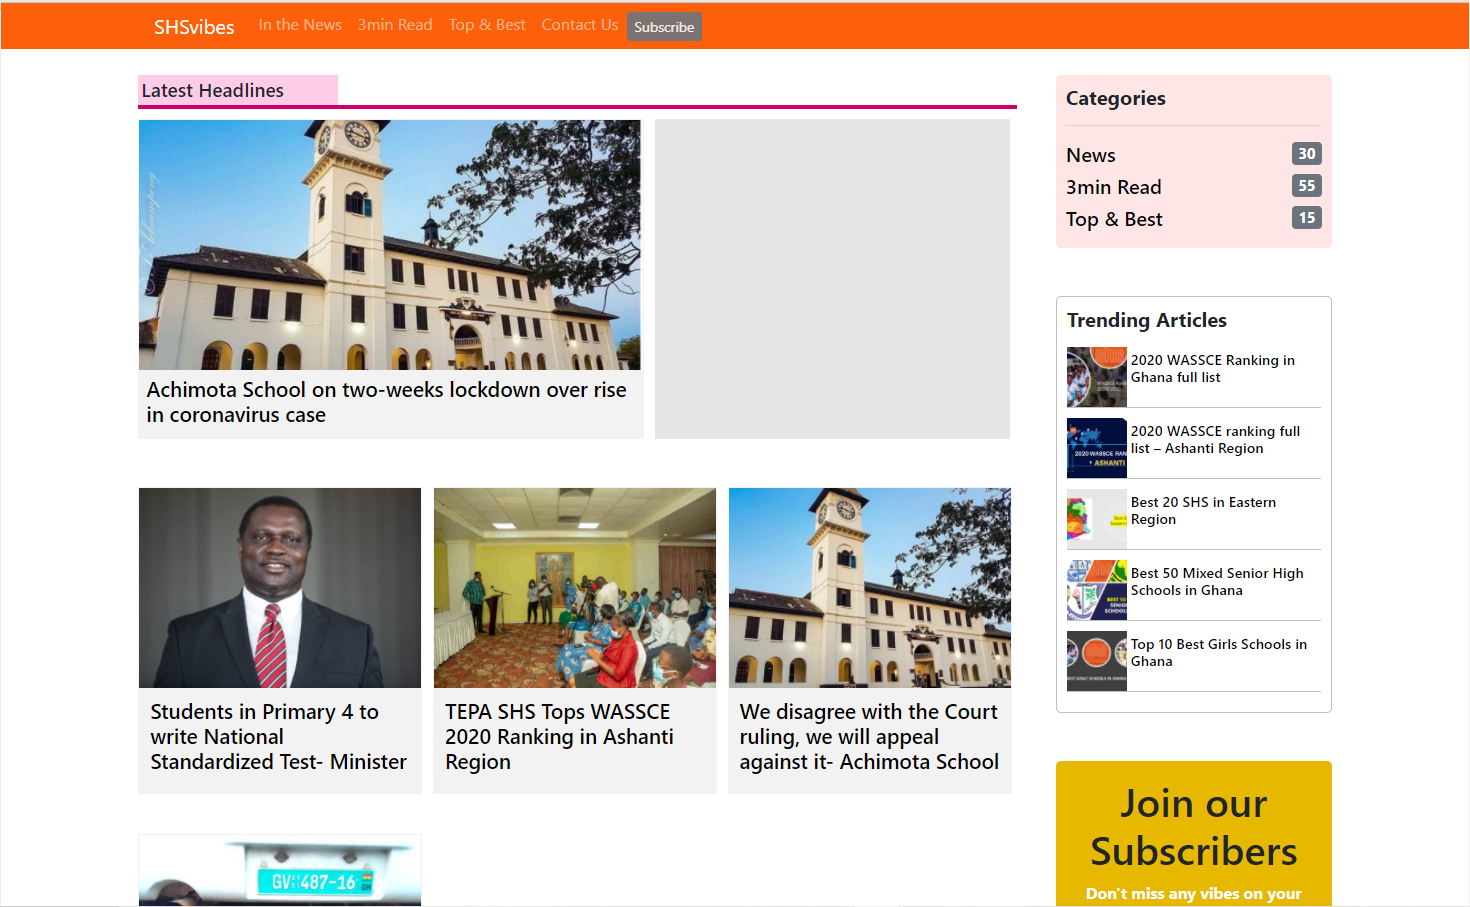 SHSvibes
In the News
3min Read
Top & Best
Contact Us
Subscribe
Latest Headlines
Achimota School on two-weeks lockdown over rise
in coronavirus case
Students in Primary 4 to
write National
Standardized Test- Minister
TEPA SHS Tops WASSCE
2020 Ranking in Ashanti
Region
We disagree with the Court
ruling, we will appeal
against it- Achimota School
GV 487-16
GH
Categories
News 30
3min Read 55
Top & Best 15
Trending Articles
2020 WASSCE Ranking in
Ghana full list
2020 WASSCE ranking full
list – Ashanti Region
2020 WASSCE RAN
ASHANTI
Best 20 SHS in Eastern
Region
Best 50 Mixed Senior High
Schools in Ghana
Top 10 Best Girls Schools in
Ghana
Join our
Subscribers
Don't miss any vibes on your